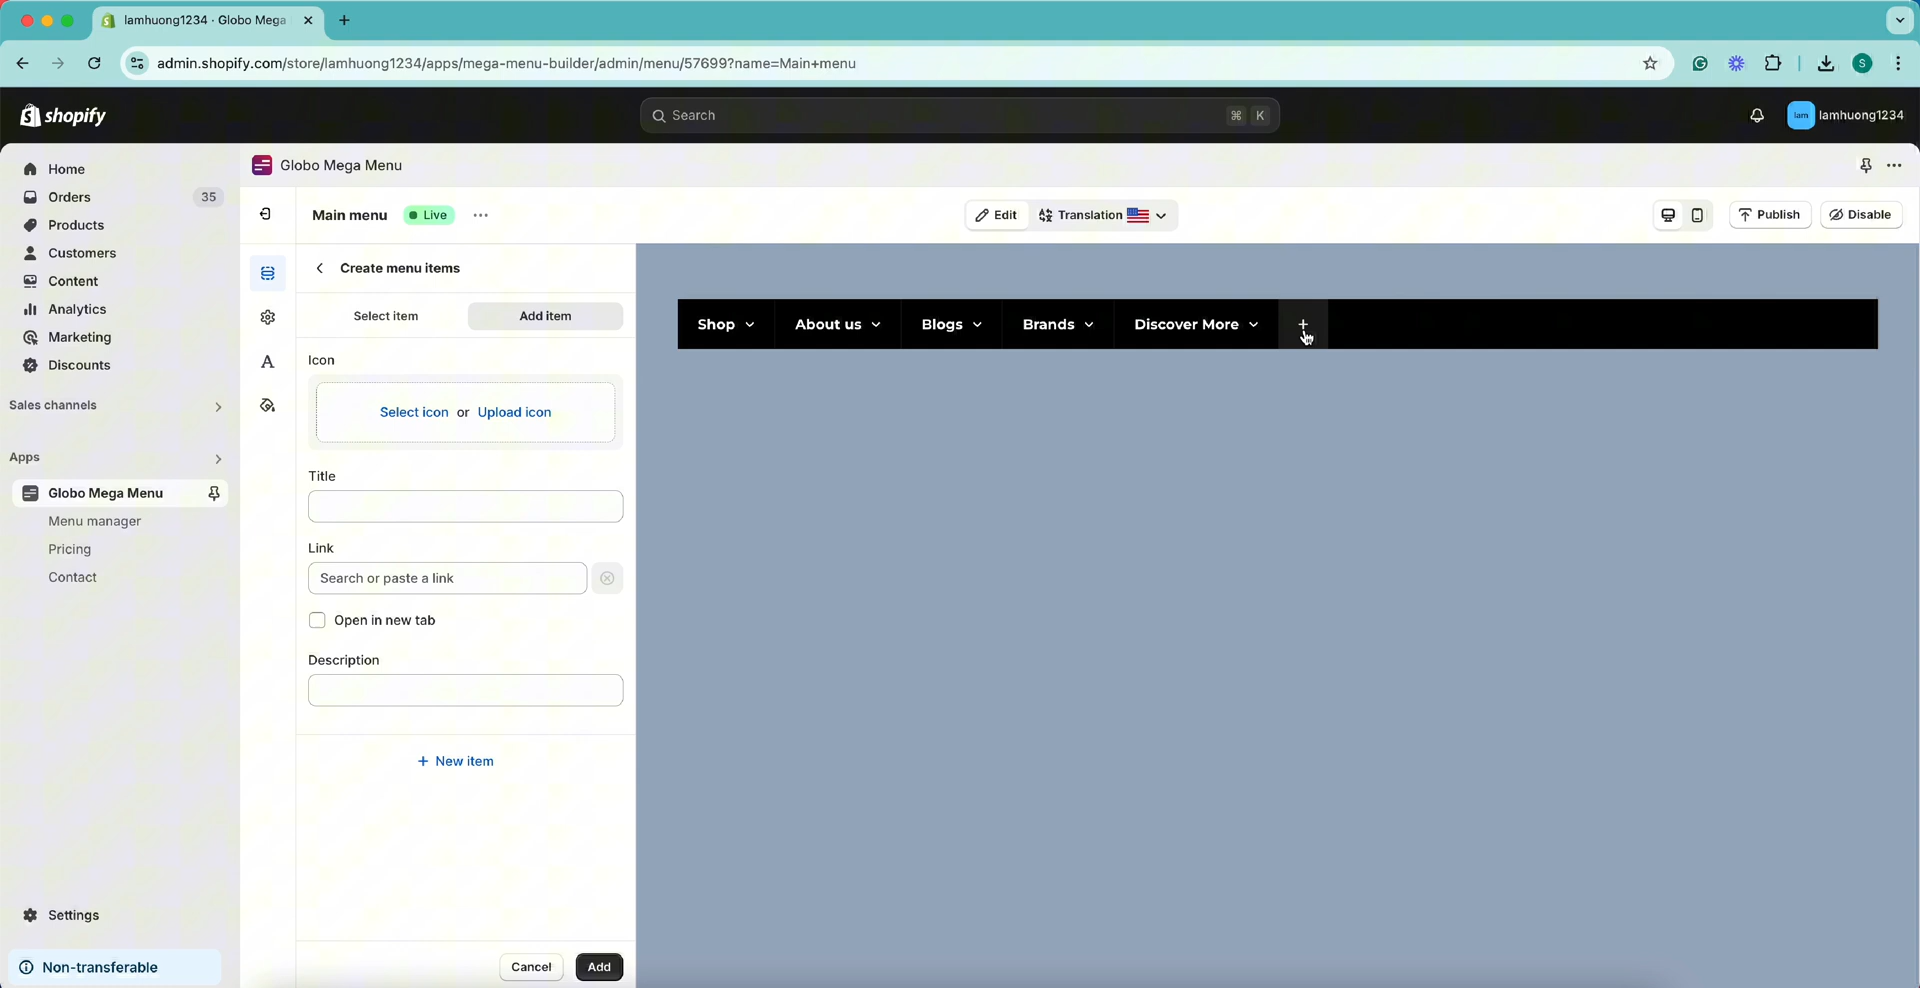 lamhuong1234 · Globo Mega
admin.shopify.com/store/lamhuong1234/apps/mega-menu-builder/admin/menu/57699?name=Main+menu
S
shopify
Search
⌘ K
lam lamhuong1234
Home
Orders 35
Products
Customers
Content
Analytics
Marketing
Discounts
Sales channels
Apps
Globo Mega Menu
Menu manager
Pricing
Contact
Settings
Non-transferable
Globo Mega Menu
Main menu Live
Edit Translation
Publish Disable
Create menu items
Select item Add item
Icon
Select icon or Upload icon
Title
Link
Search or paste a link
Open in new tab
Description
+ New item
Cancel Add
Shop About us Blogs Brands Discover More +